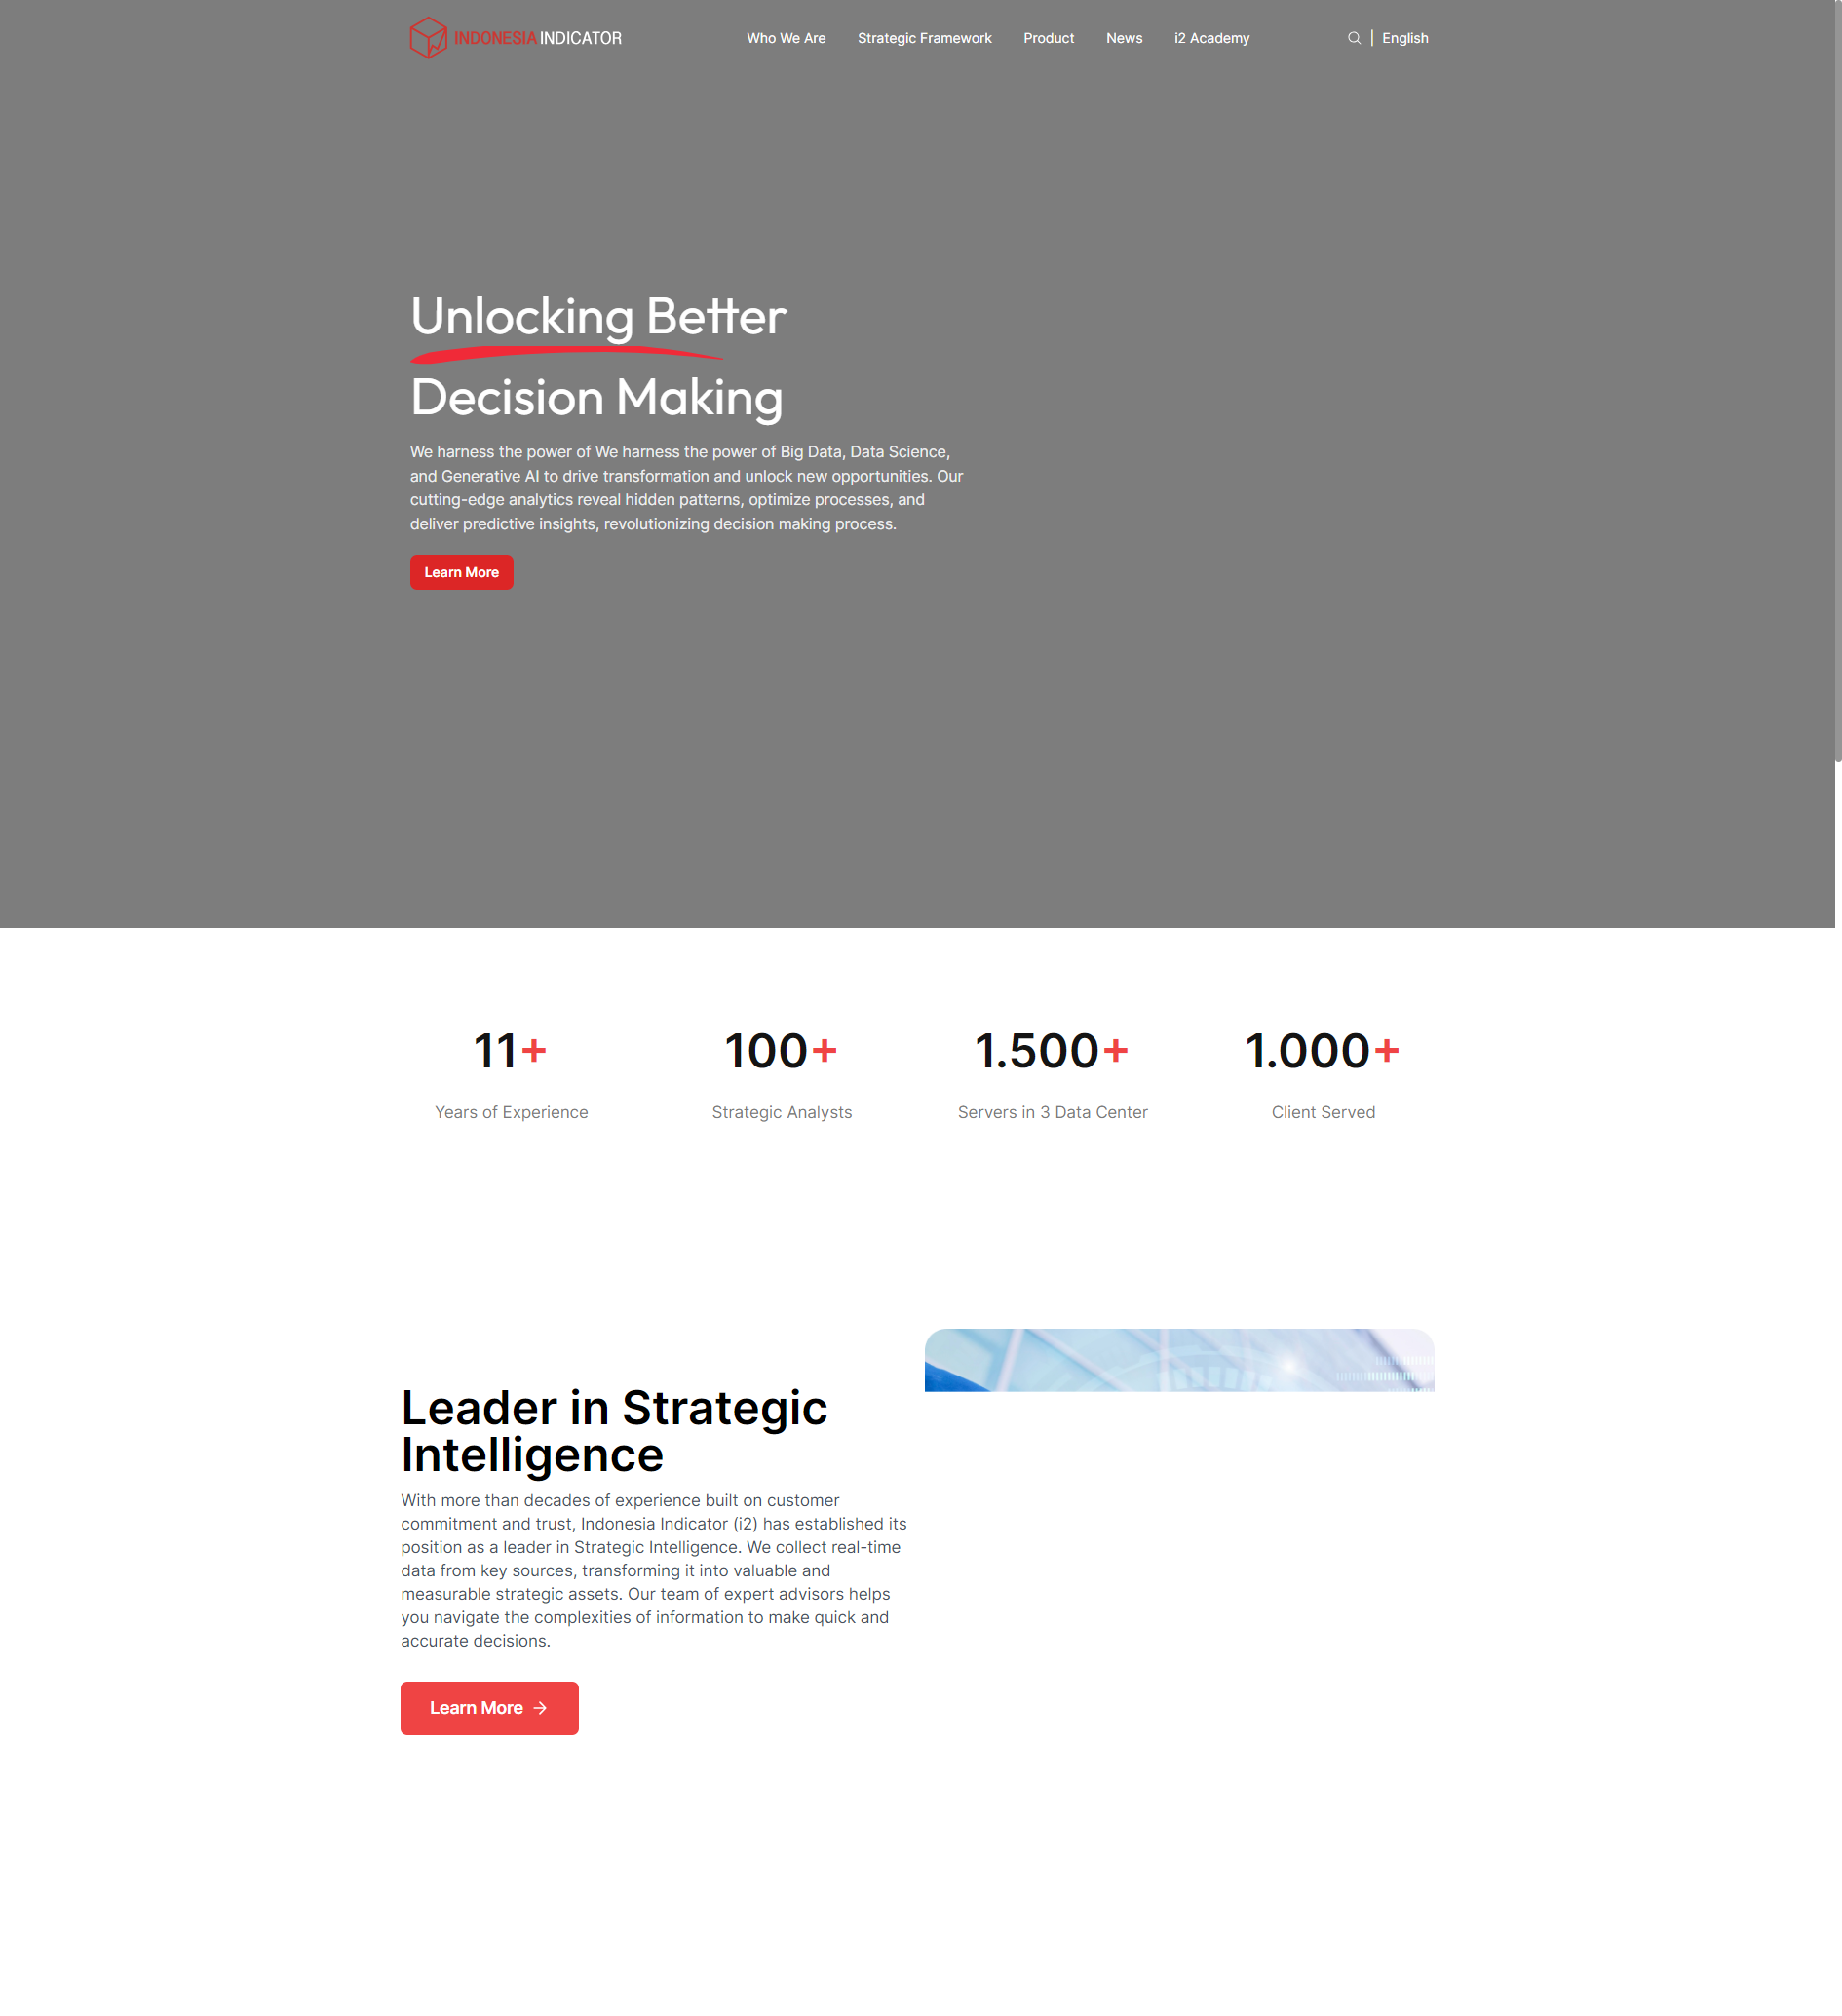 INDONESIA INDICATOR
Who We Are
Strategic Framework
Product
News
i2 Academy
English
Unlocking Better
Decision Making
We harness the power of We harness the power of Big Data, Data Science,
and Generative AI to drive transformation and unlock new opportunities. Our
cutting-edge analytics reveal hidden patterns, optimize processes, and
deliver predictive insights, revolutionizing decision making process.
Learn More
11+
Years of Experience
100+
Strategic Analysts
1.500+
Servers in 3 Data Center
1.000+
Client Served
Leader in Strategic
Intelligence
With more than decades of experience built on customer
commitment and trust, Indonesia Indicator (i2) has established its
position as a leader in Strategic Intelligence. We collect real-time
data from key sources, transforming it into valuable and
measurable strategic assets. Our team of expert advisors helps
you navigate the complexities of information to make quick and
accurate decisions.
Learn More